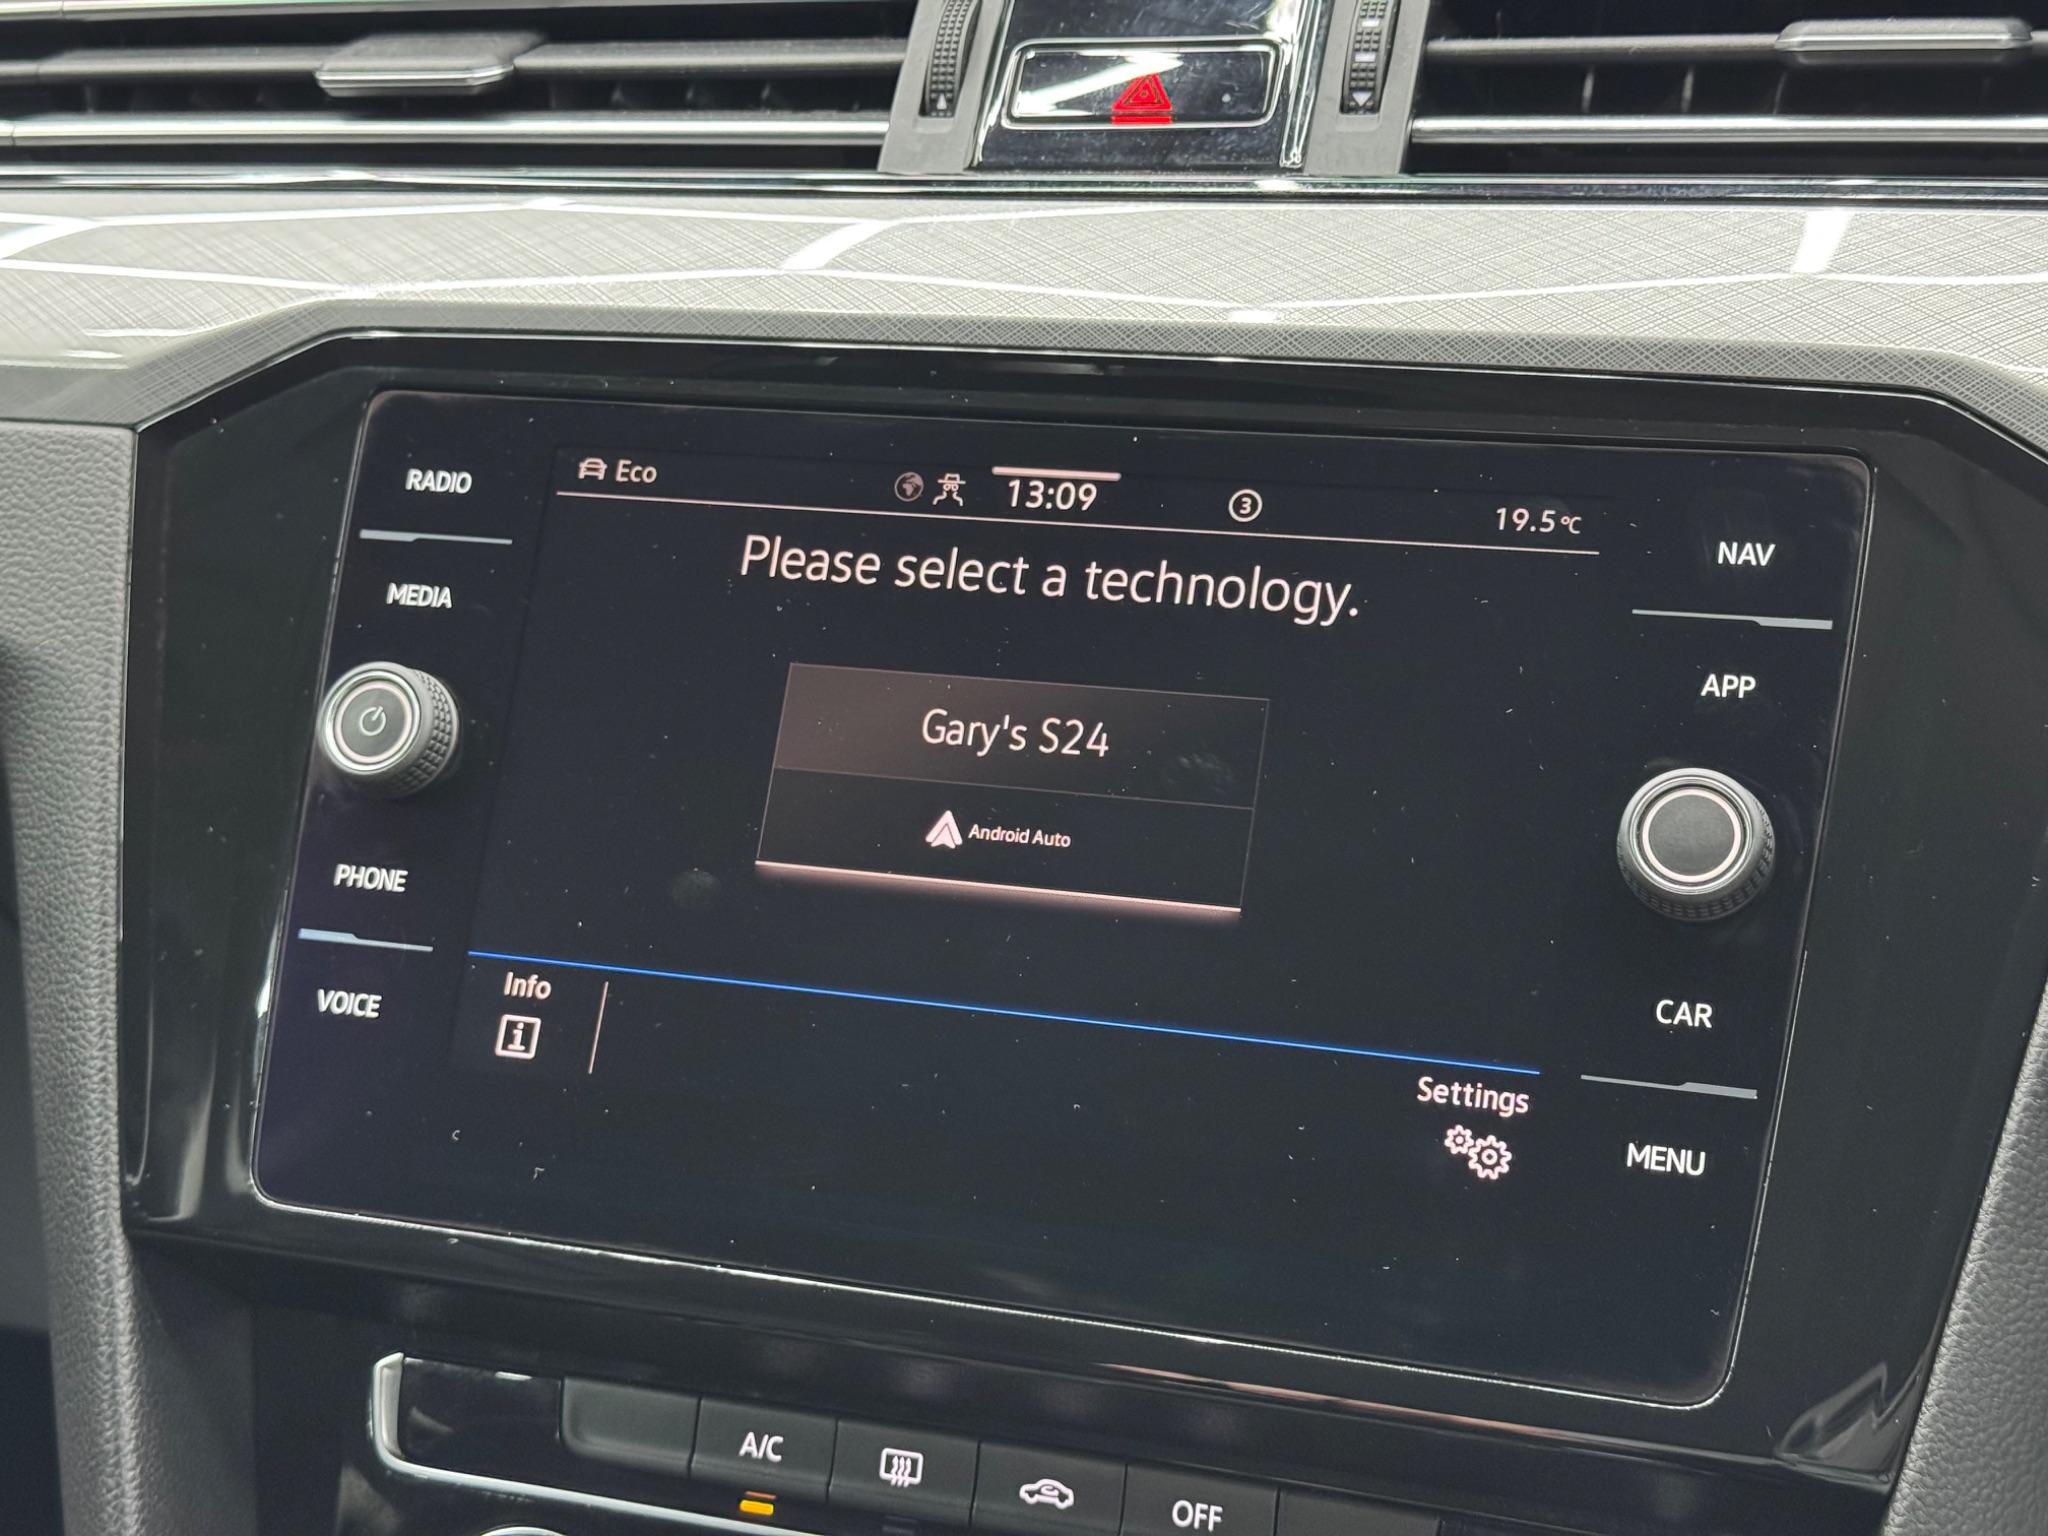 RADIO
MEDIA
PHONE
VOICE
Eco
13:09
3
19.5°C
Please select a technology.
Gary's S24
Android Auto
Info
i
Settings
NAV
APP
CAR
MENU
A/C
OFF